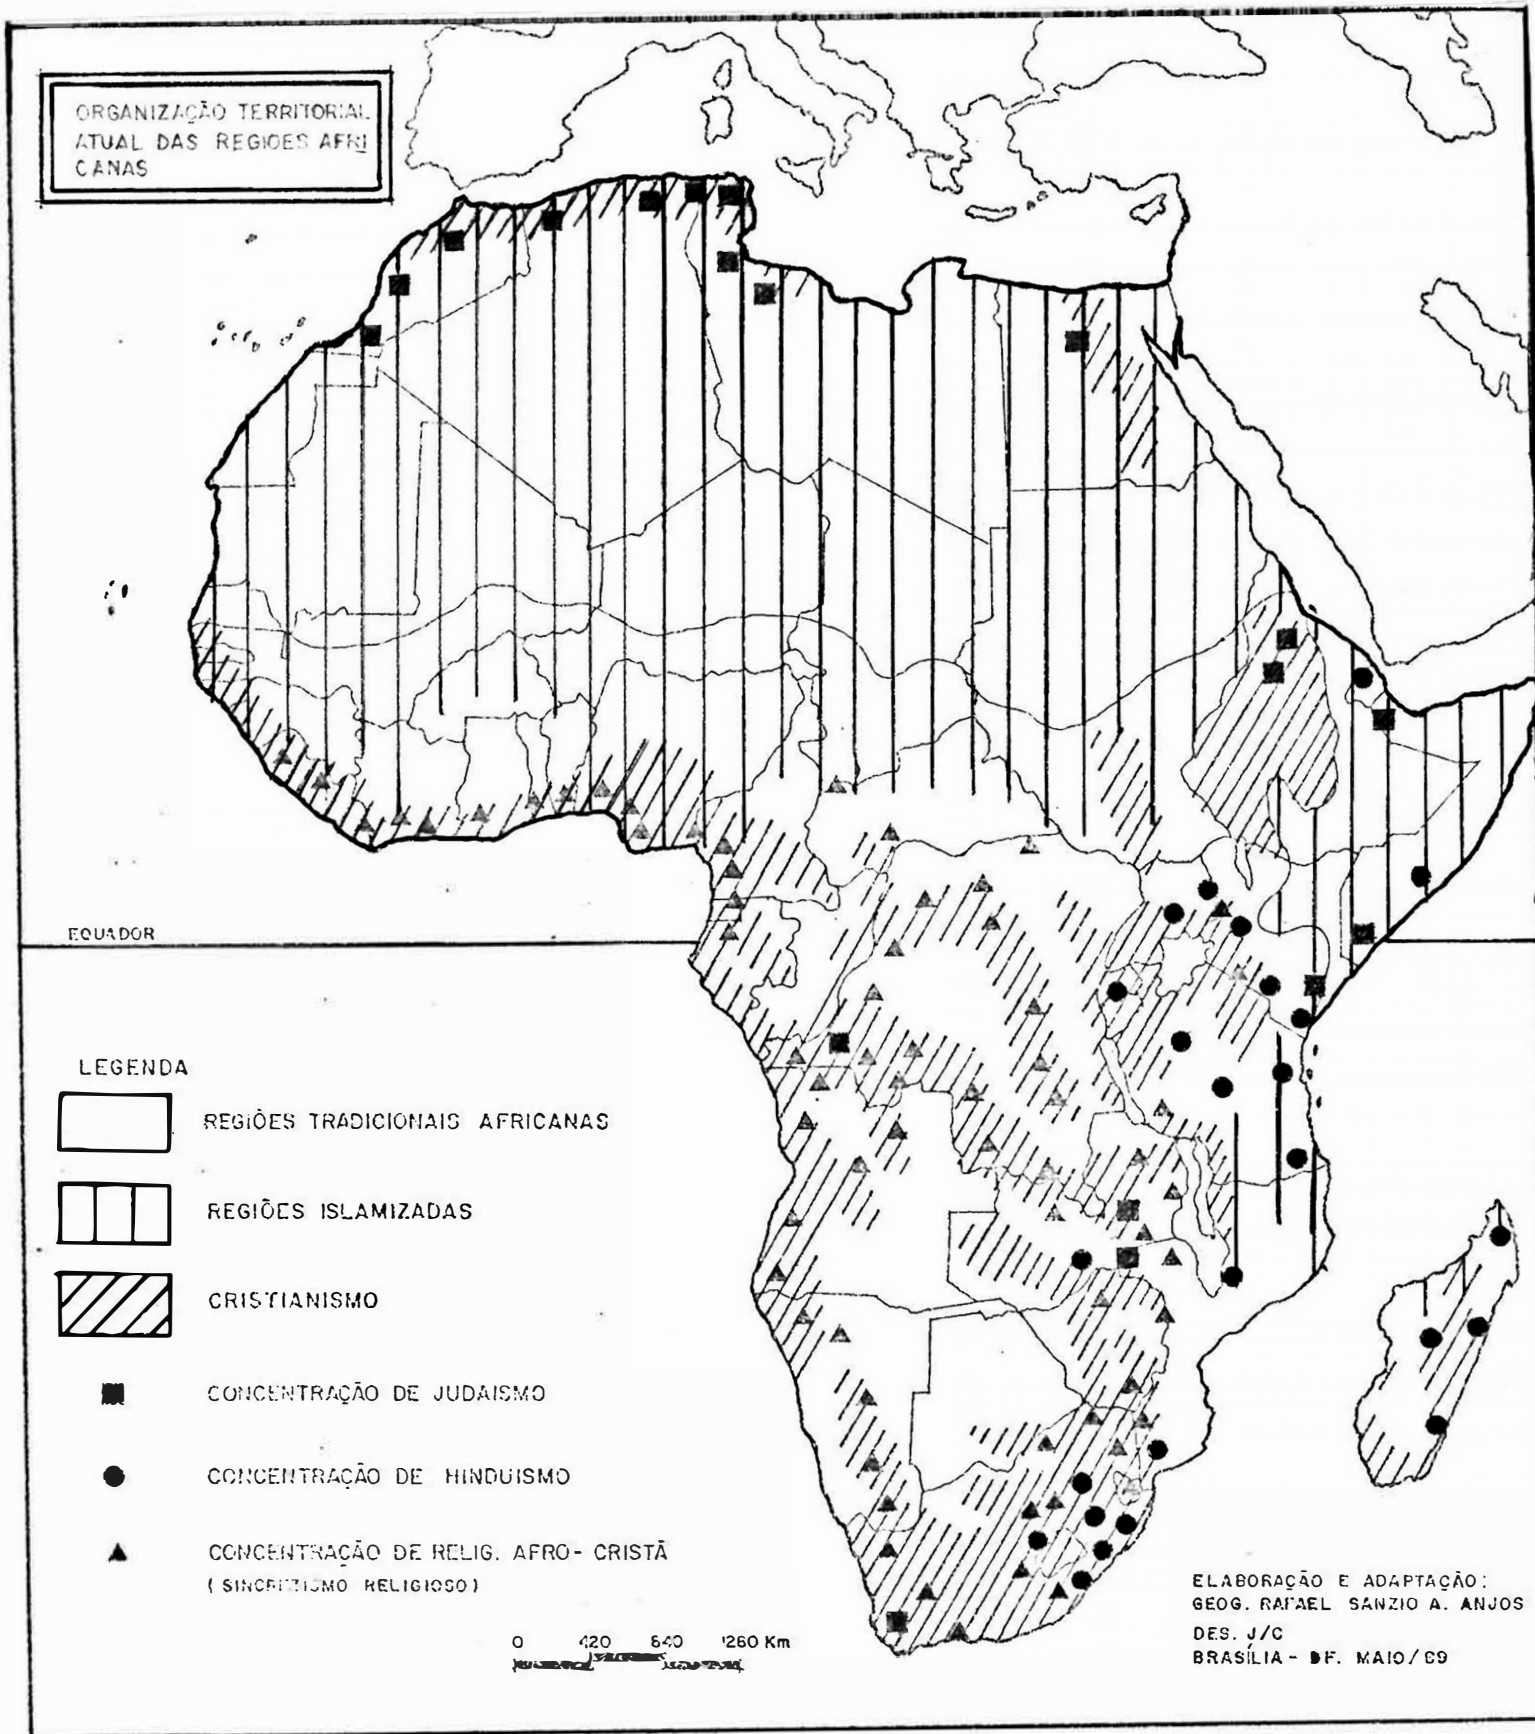 ORGANIZAÇÃO TERRITORIAL
ATUAL DAS REGIOES AFRI
CANAS
EQUADOR
LEGENDA
REGIÕES TRADICIONAIS AFRICANAS
REGIÕES ISLAMIZADAS
CRISTIANISMO
CONCENTRAÇÃO DE JUDAISMO
CONCENTRAÇÃO DE HINDUISMO
CONCENTRAÇÃO DE RELIG. AFRO- CRISTÃ
(SINCRETISMO RELIGIOSO)
0 420 840 1260 Km
ELABORAÇÃO E ADAPTAÇÃO:
GEOG. RAFAEL SANZIO A. ANJOS
DES. J/C
BRASÍLIA - DF. MAIO/89